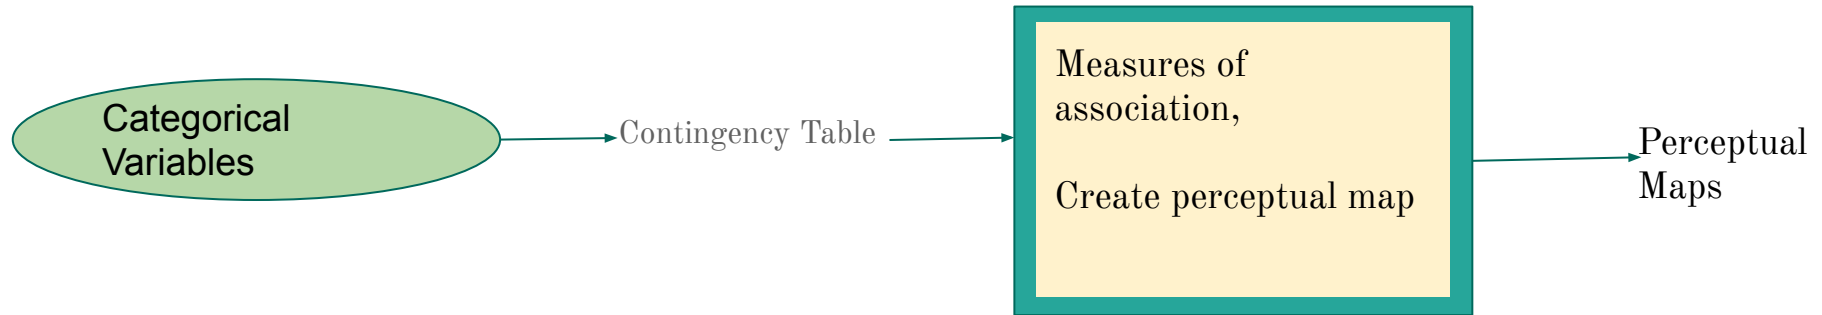 Categorical
Variables
Contingency Table
Measures of
association,
Create perceptual map
Perceptual
Maps